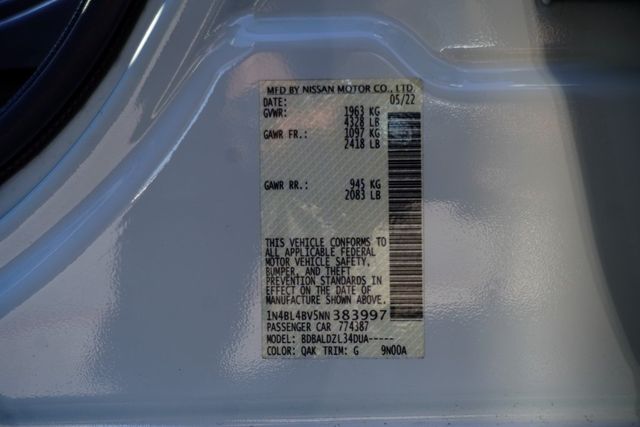 MFD BY NISSAN MOTOR CO., LTD
DATE: 05/22
GVWR: 1963 KG
4328 LB
GAWR FR.: 1097 KG
2418 LB
GAWR RR.: 945 KG
2083 LB
THIS VEHICLE CONFORMS TO
ALL APPLICABLE FEDERAL
MOTOR VEHICLE SAFETY,
BUMPER, AND THEFT
PREVENTION STANDARDS IN
EFFECT ON THE DATE OF
MANUFACTURE SHOWN ABOVE.
1N4BL4BV5NN383997
PASSENGER CAR 774387
MODEL: BDBALDZL34DUA-----
COLOR: QAK TRIM: G 9N00A